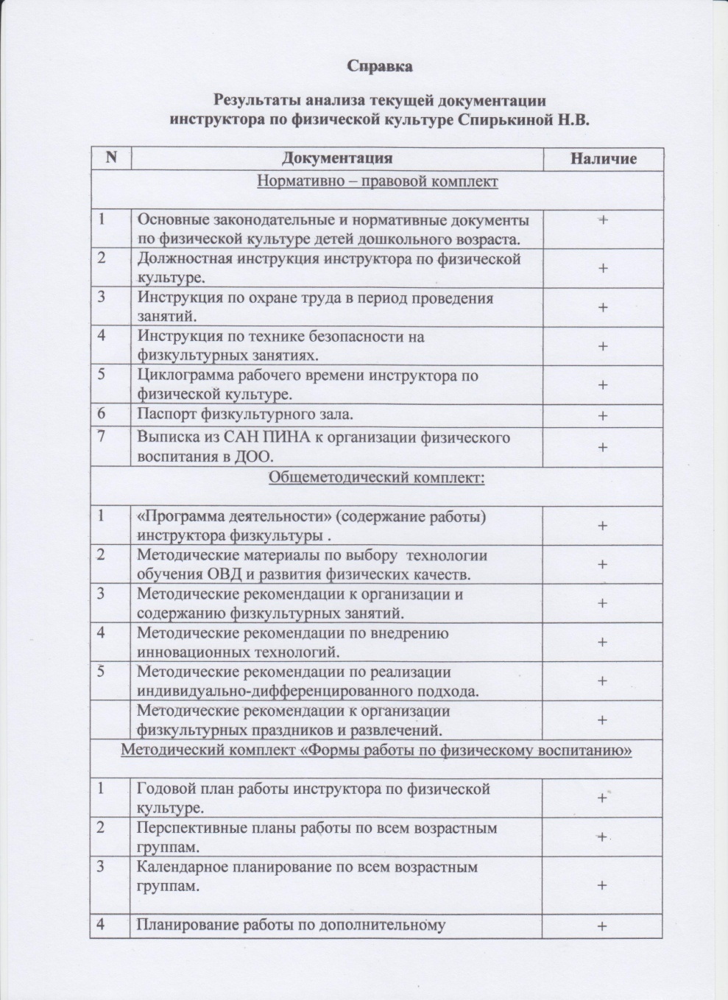 Справка
Результаты анализа текущей документации
инструктора по физической культуре Спирькиной Н.В.
N Документация Наличие
Нормативно – правовой комплект
1 Основные законодательные и нормативные документы +
по физической культуре детей дошкольного возраста.
2 Должностная инструкция инструктора по физической
культуре. +
3 Инструкция по охране труда в период проведения
занятий. +
4 Инструкция по технике безопасности на
физкультурных занятиях. +
5 Циклограмма рабочего времени инструктора по
физической культуре. +
6 Паспорт физкультурного зала. +
7 Выписка из САН ПИНА к организации физического
воспитания в ДОО. +
Общеметодический комплект:
1 «Программа деятельности» (содержание работы)
инструктора физкультуры . +
2 Методические материалы по выбору технологии
обучения ОВД и развития физических качеств. +
3 Методические рекомендации к организации и
содержанию физкультурных занятий. +
4 Методические рекомендации по внедрению
инновационных технологий. +
5 Методические рекомендации по реализации
индивидуально-дифференцированного подхода. +
Методические рекомендации к организации
физкультурных праздников и развлечений. +
Методический комплект «Формы работы по физическому воспитанию»
1 Годовой план работы инструктора по физической
культуре. +
2 Перспективные планы работы по всем возрастным
группам. +
3 Календарное планирование по всем возрастным
группам. +
4 Планирование работы по дополнительному +